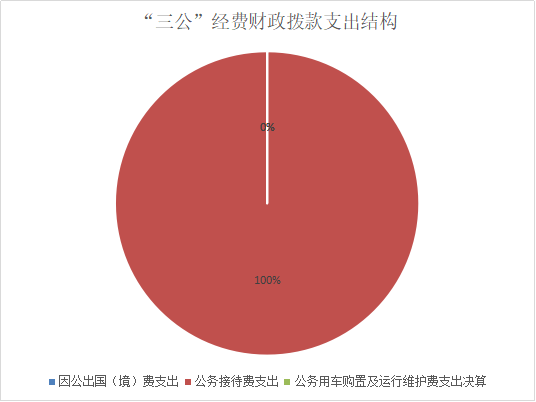 “三公”经费财政拨款支出结构
0%
100%
因公出国（境）费支出 公务接待费支出 公务用车购置及运行维护费支出决算